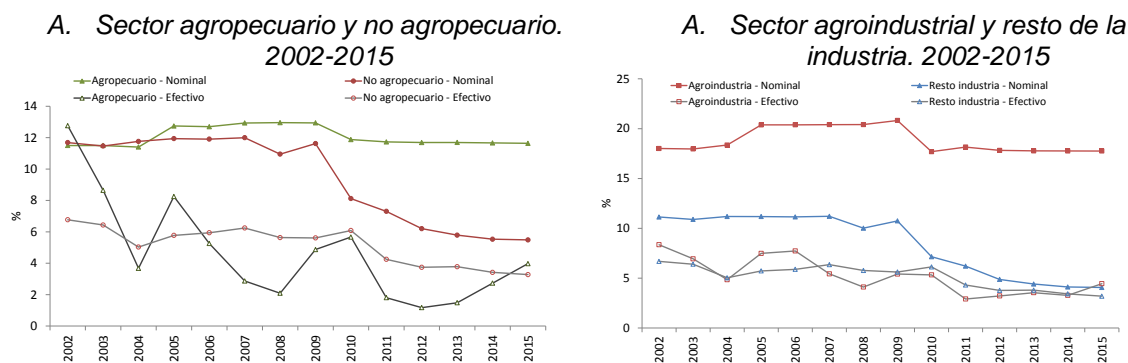 A. Sector agropecuario y no agropecuario.
2002-2015
Agropecuario - Nominal
No agropecuario - Nominal
Agropecuario - Efectivo
No agropecuario - Efectivo
14
12
10
8
6
4
2
0
%
2002 2003 2004 2005 2006 2007 2008 2009 2010 2011 2012 2013 2014 2015
A. Sector agroindustrial y resto de la
industria. 2002-2015
Agroindustria - Nominal
Resto industria - Nominal
Agroindustria - Efectivo
Resto industria - Efectivo
25
20
15
10
5
0
%
2002 2003 2004 2005 2006 2007 2008 2009 2010 2011 2012 2013 2014 2015